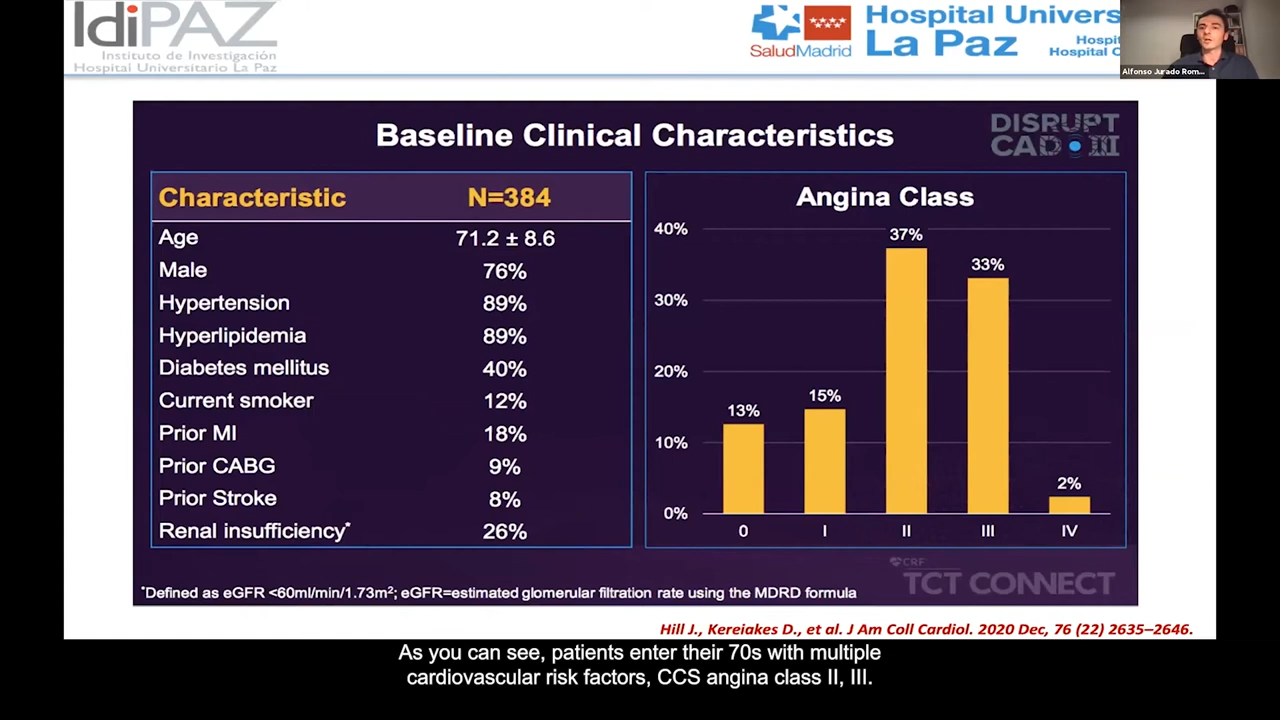 IdiPAZ
Instituto de Investigación
Hospital Universitario La Paz
SaludMadrid
Hospital Univers
La Paz
Hospit
Hospital C
Alfonso Jurado Rom...
Baseline Clinical Characteristics
DISRUPT
CAD III
Characteristic N=384
Age 71.2 ± 8.6
Male 76%
Hypertension 89%
Hyperlipidemia 89%
Diabetes mellitus 40%
Current smoker 12%
Prior MI 18%
Prior CABG 9%
Prior Stroke 8%
Renal insufficiency* 26%
Angina Class
40%
30%
20%
10%
0%
13%
15%
37%
33%
2%
0 I II III IV
*Defined as eGFR <60ml/min/1.73m²; eGFR=estimated glomerular filtration rate using the MDRD formula
CRF
TCT CONNECT
Hill J., Kereiakes D., et al. J Am Coll Cardiol. 2020 Dec, 76 (22) 2635–2646.
As you can see, patients enter their 70s with multiple
cardiovascular risk factors, CCS angina class II, III.